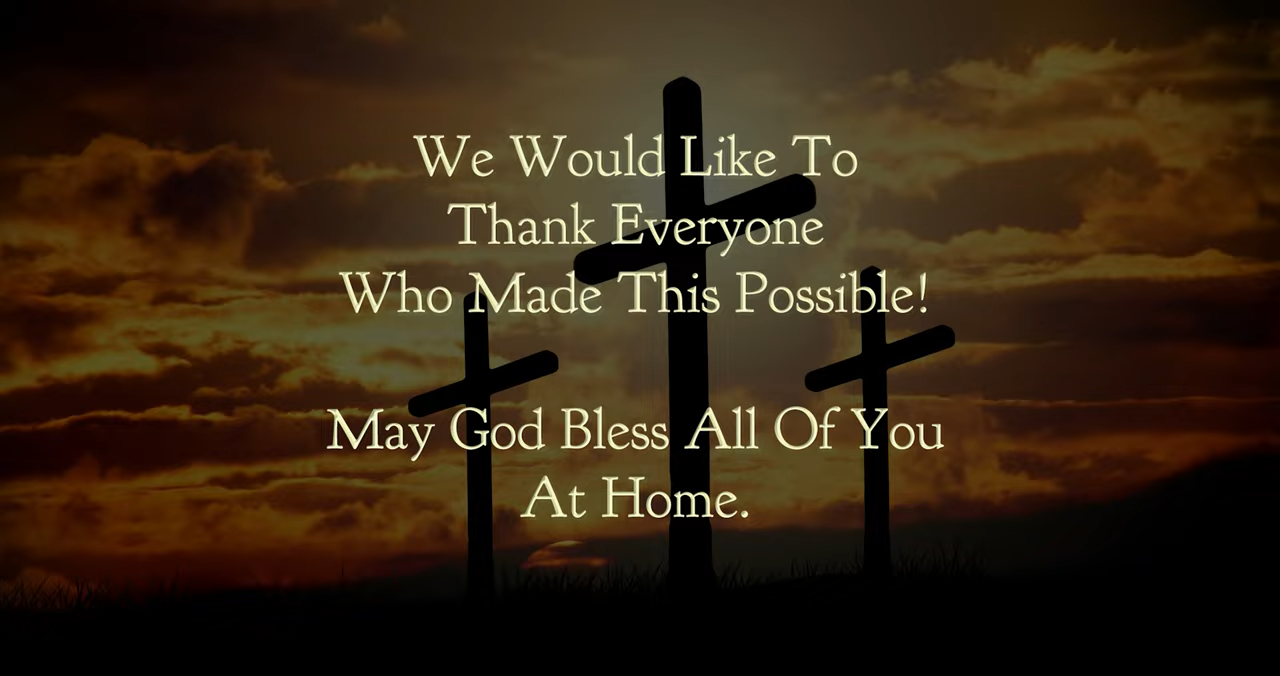 We Would Like To
Thank Everyone
Who Made This Possible!
May God Bless All Of You
At Home.